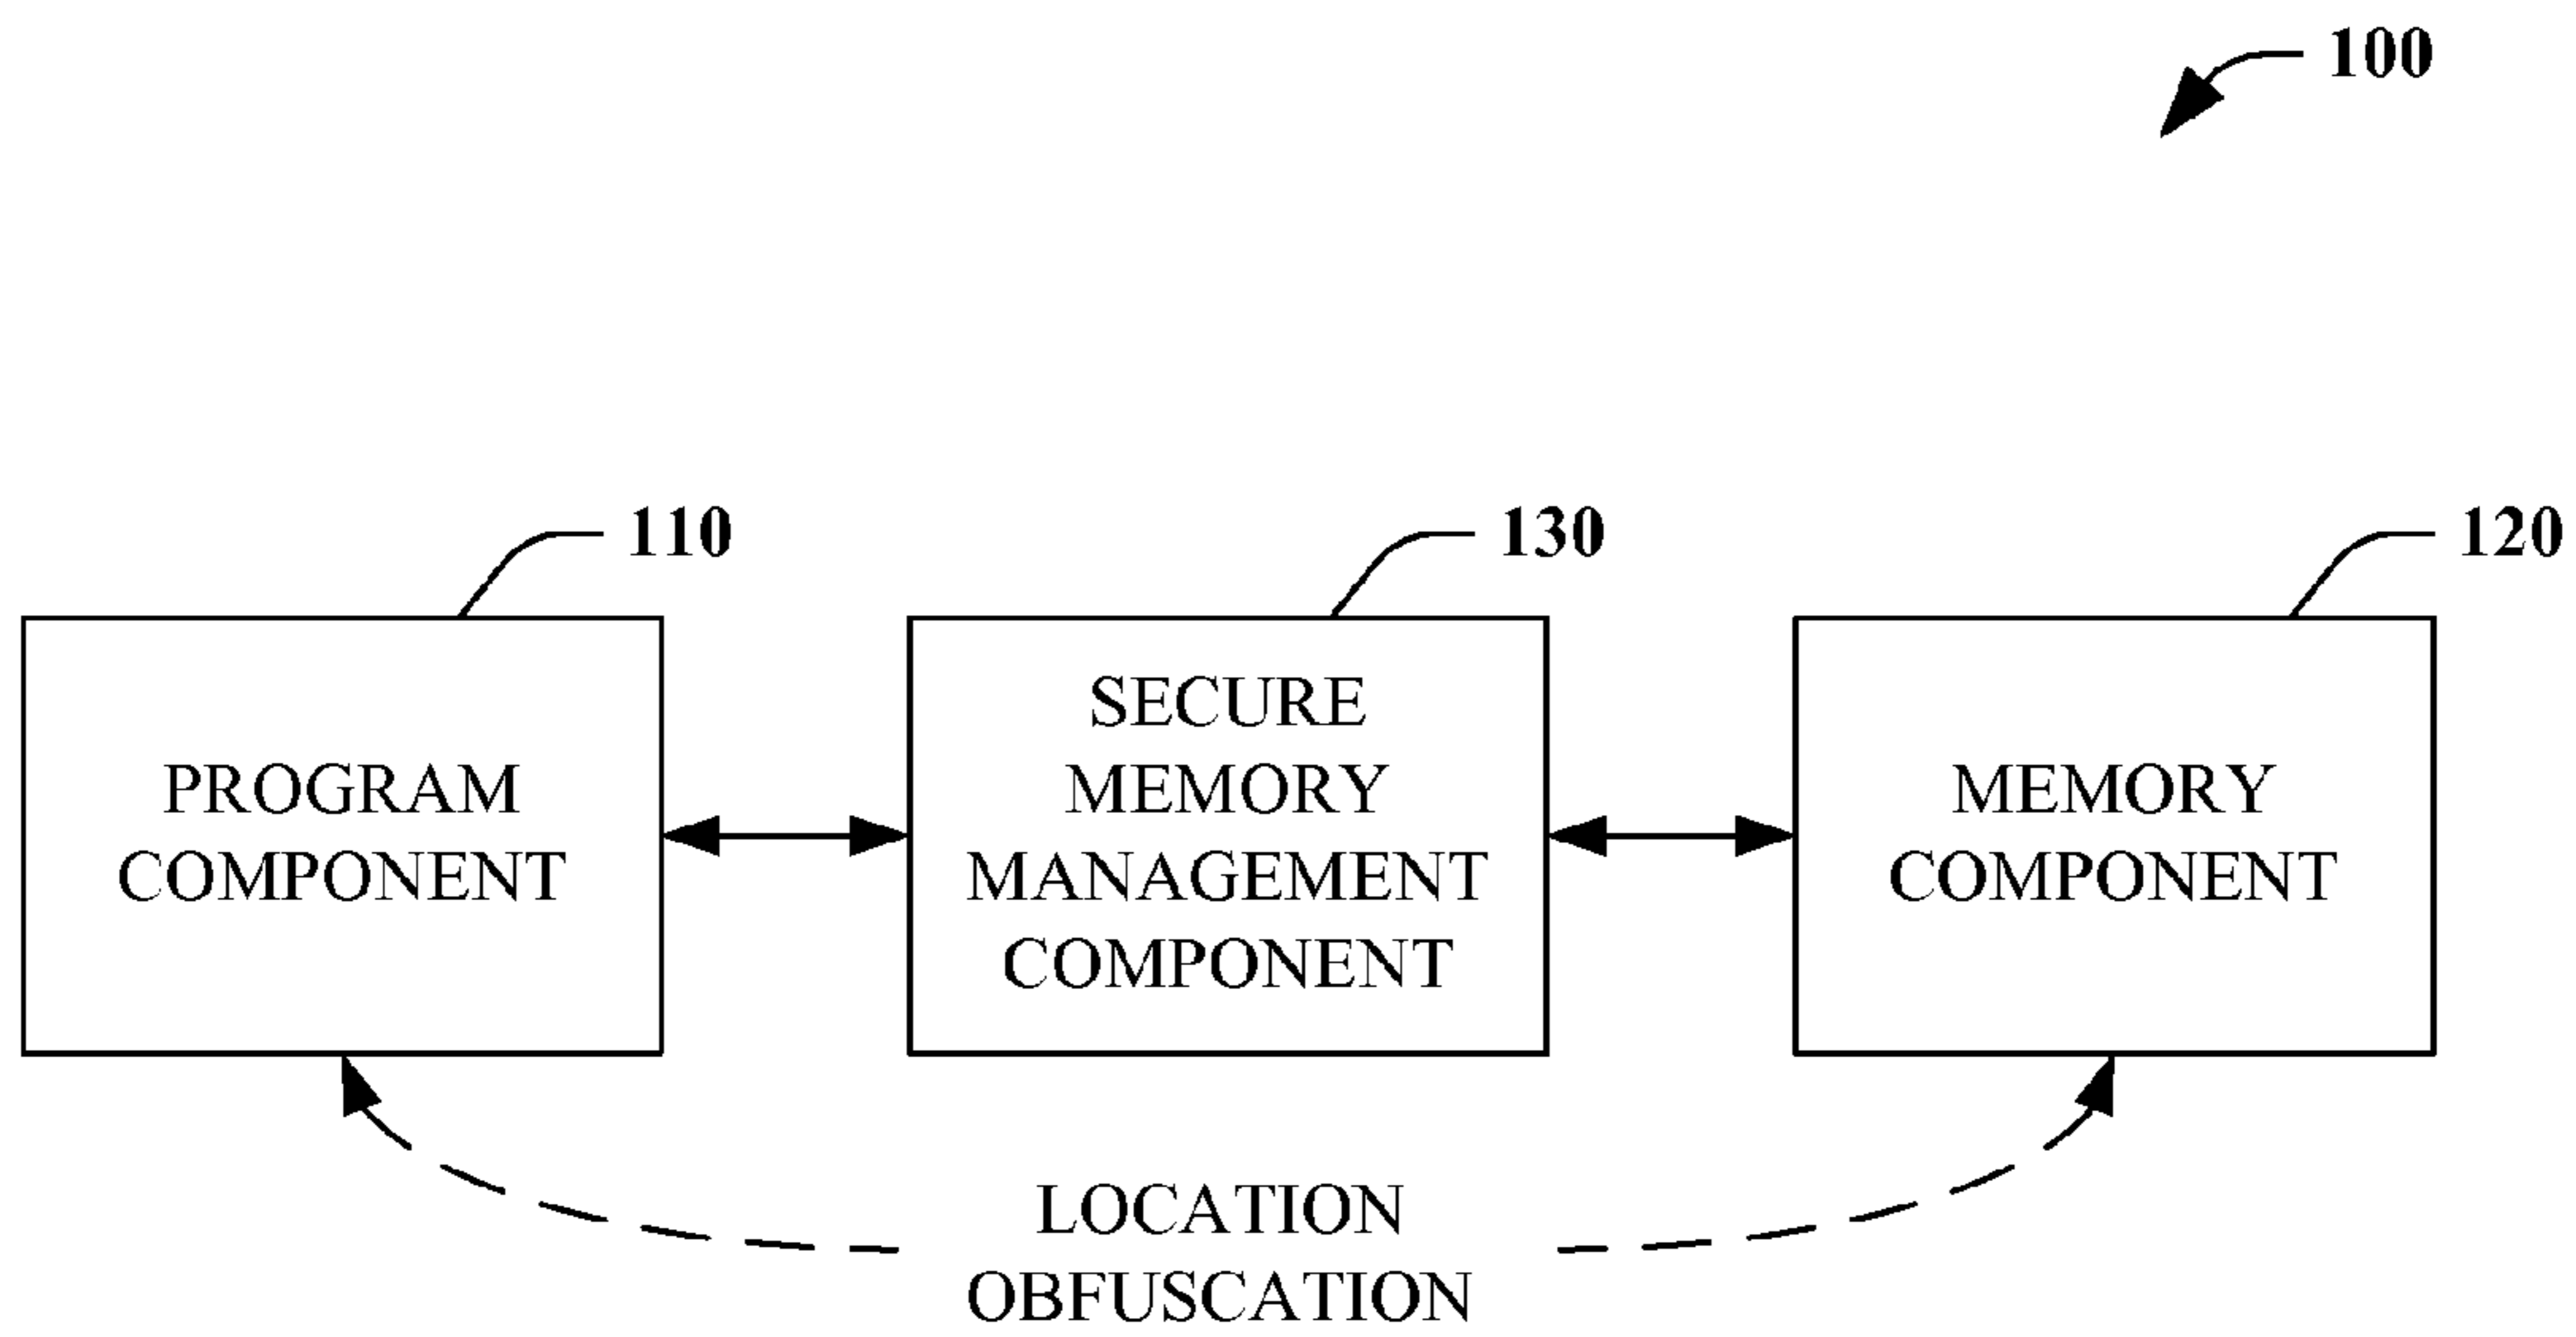 100
110
130
120
PROGRAM
COMPONENT
SECURE
MEMORY
MANAGEMENT
COMPONENT
MEMORY
COMPONENT
LOCATION
OBFUSCATION